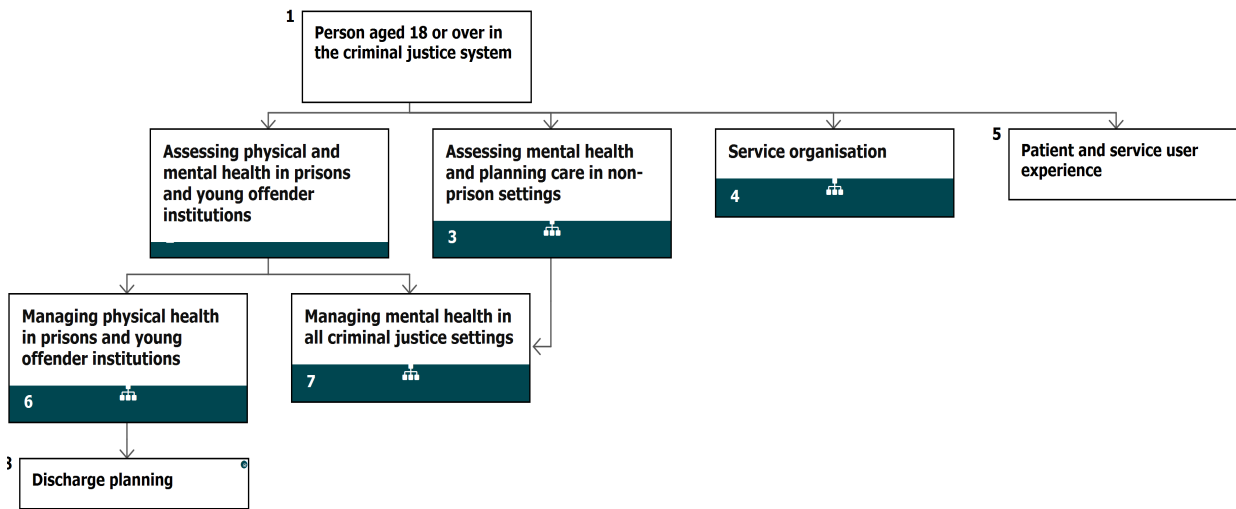 1
Person aged 18 or over in
the criminal justice system
Assessing physical and
mental health in prisons
and young offender
institutions
Assessing mental health
and planning care in non-
prison settings
3
Service organisation
4
5
Patient and service user
experience
Managing physical health
in prisons and young
offender institutions
6
Managing mental health in
all criminal justice settings
7
Discharge planning